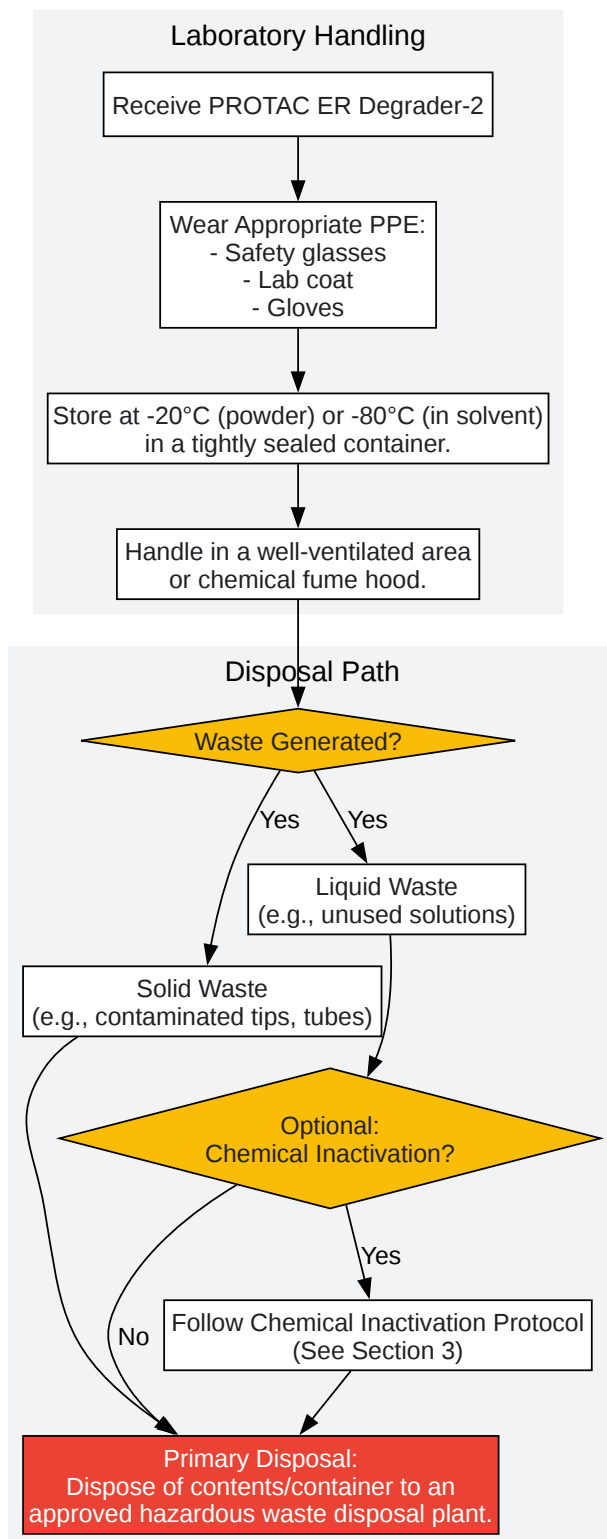 Laboratory Handling
Receive PROTAC ER Degrader-2
Wear Appropriate PPE:
- Safety glasses
- Lab coat
- Gloves
Store at -20°C (powder) or -80°C (in solvent)
in a tightly sealed container.
Handle in a well-ventilated area
or chemical fume hood.
Disposal Path
Waste Generated?
Yes
Yes
Liquid Waste
(e.g., unused solutions)
Solid Waste
(e.g., contaminated tips, tubes)
Optional:
Chemical Inactivation?
Yes
No
Follow Chemical Inactivation Protocol
(See Section 3)
Primary Disposal:
Dispose of contents/container to an
approved hazardous waste disposal plant.